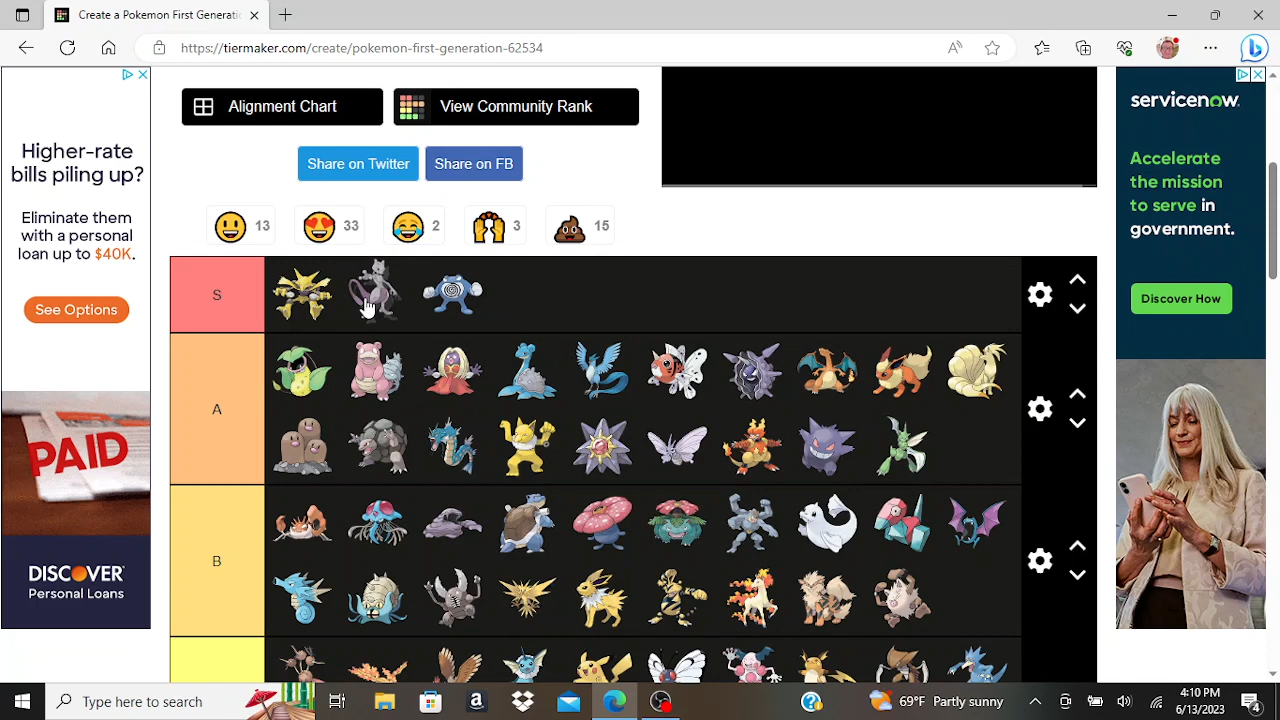 Create a Pokemon First Generatio
https://tiermaker.com/create/pokemon-first-generation-62534
Higher-rate
bills piling up?
Eliminate them
with a personal
loan up to $40K.
See Options
PAID
DISCOVER
Personal Loans
Alignment Chart
View Community Rank
Share on Twitter
Share on FB
13
33
2
3
15
S
A
B
servicenow.
Accelerate
the mission
to serve in
government.
Discover How
Type here to search
69°F Partly sunny
4:10 PM
6/13/2023
4